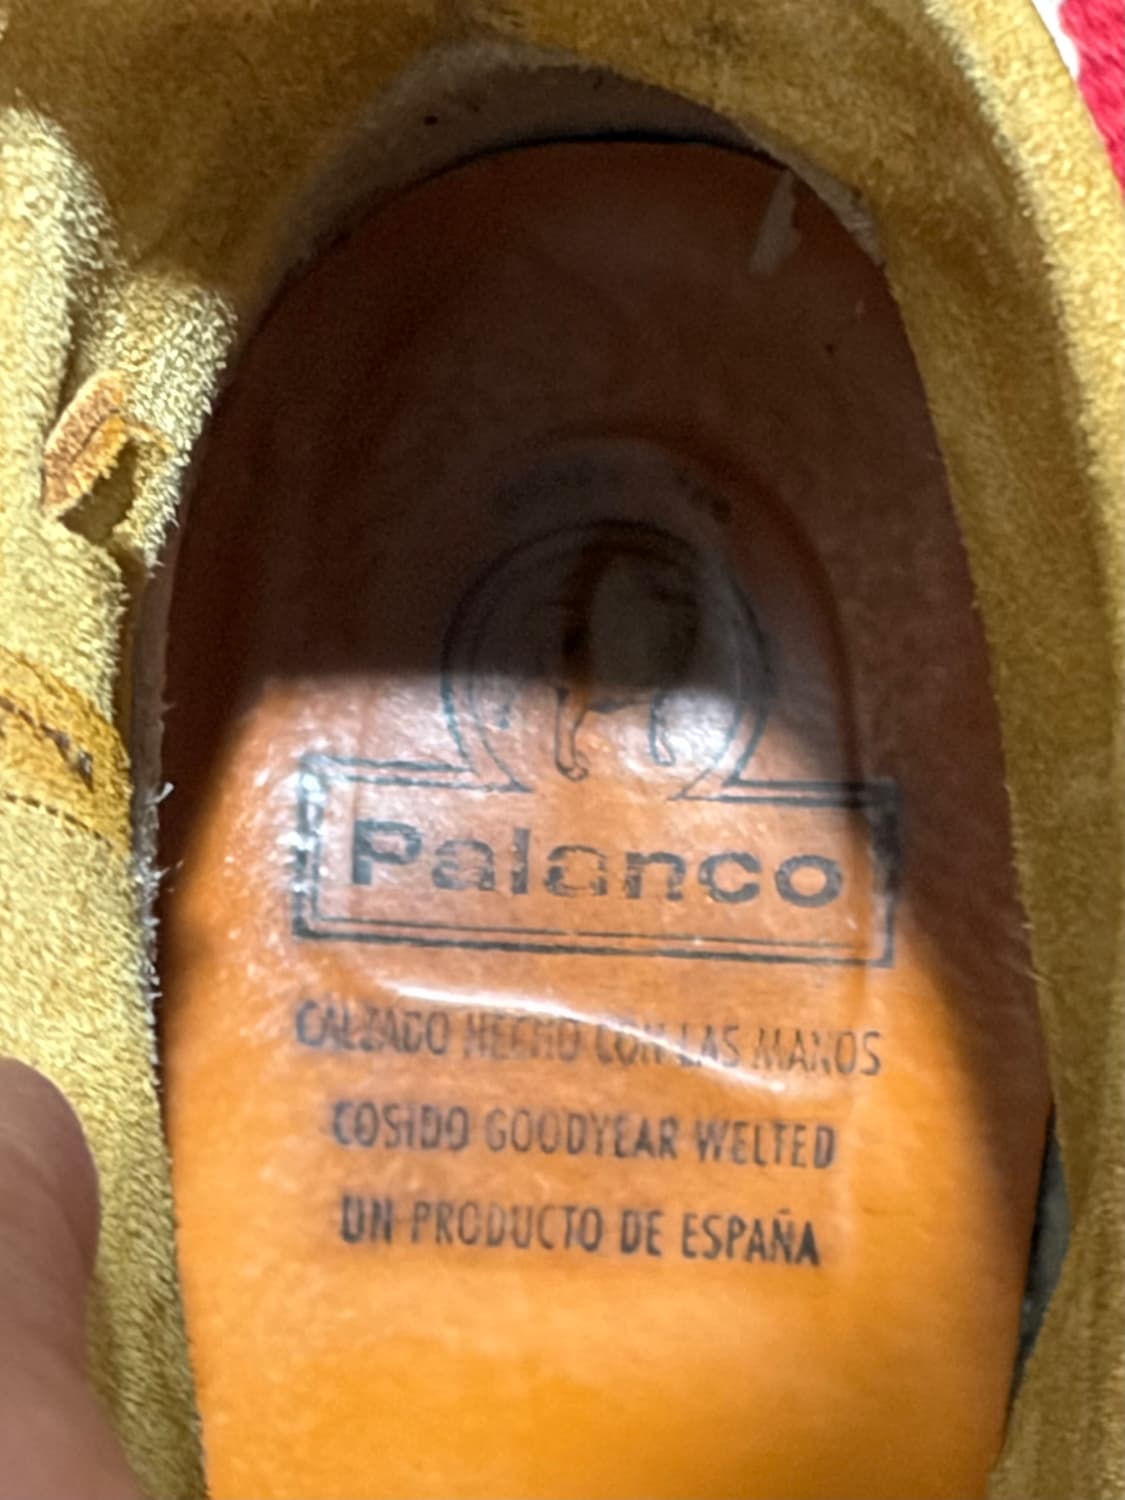 Palanco
CALZADO HECHO CON LAS MANOS
COSIDO GOODYEAR WELTED
UN PRODUCTO DE ESPAÑA